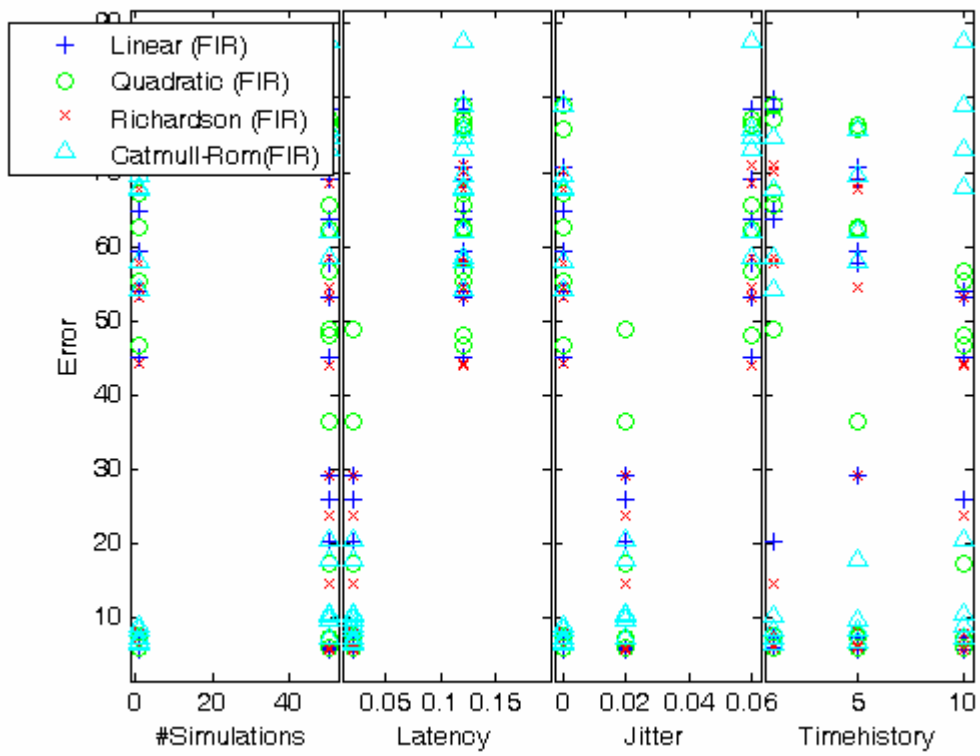 Linear (FIR)
Quadratic (FIR)
Richardson (FIR)
Catmull-Rom(FIR)
Error
60
50
40
30
20
10
0 20 40
0.05 0.1 0.15
0 0.02 0.04 0.06
5 10
#Simulations
Latency
Jitter
Timehistory